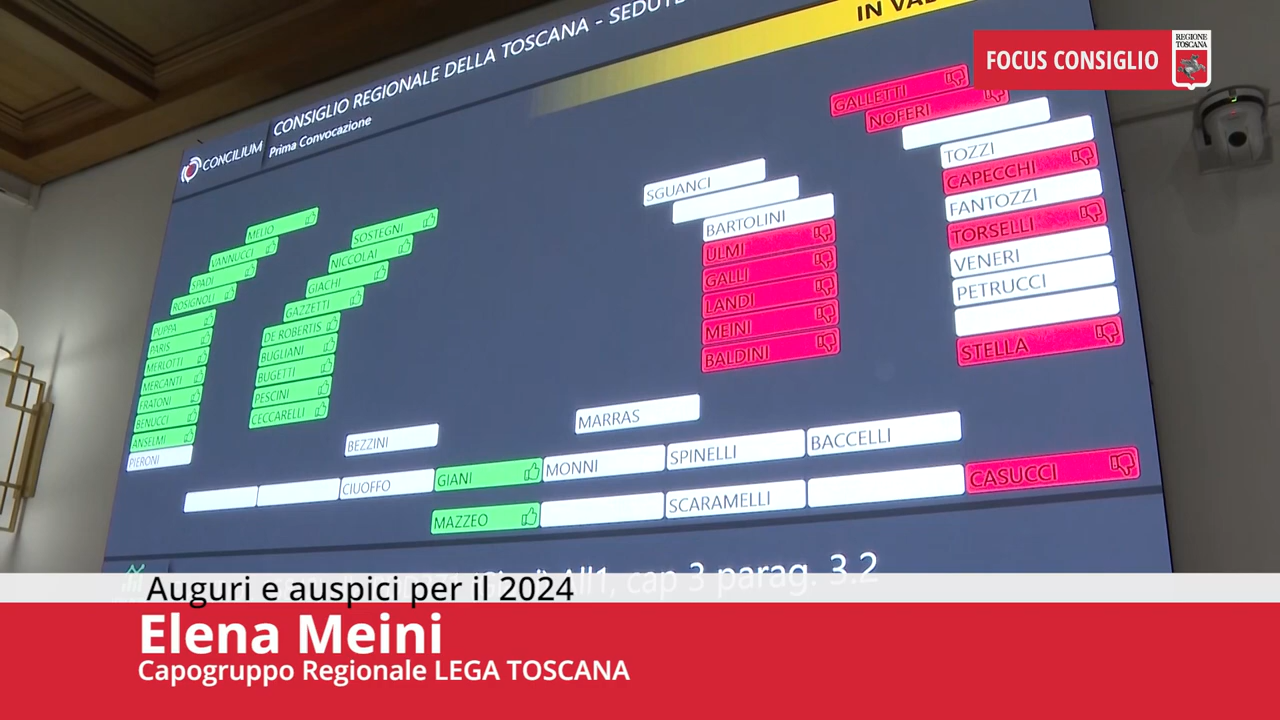 CONSIGLIO REGIONALE DELLA TOSCANA - SEDUTE
Prima Convocazione
CONCILIUM
IN
FOCUS CONSIGLIO
REGIONE
TOSCANA
GALLETTI
NOFERI
TOZZI
CAPECCHI
FANTOZZI
TORSELLI
VENERI
PETRUCCI
STELLA
SGUANCI
BARTOLINI
ULMI
GALLI
LANDI
MEINI
BALDINI
MELIO
VANNUCCI
SPADI
ROSIGNOLI
PUPPA
PARIS
MERLOTTI
MERCANTI
FRATONI
BENUCCI
ANSELMI
PIERONI
SOSTEGNI
NICCOLAI
GIACHI
GAZZETTI
DE ROBERTIS
BUGLIANI
BUGETTI
PESCINI
CECCARELLI
BEZZINI
MARRAS
CIUOFFO
GIANI
MONNI
SPINELLI
BACCELLI
MAZZEO
SCARAMELLI
CASUCCI
All1, cap 3 parag. 3.2
Auguri e auspici per il 2024
Elena Meini
Capogruppo Regionale LEGA TOSCANA